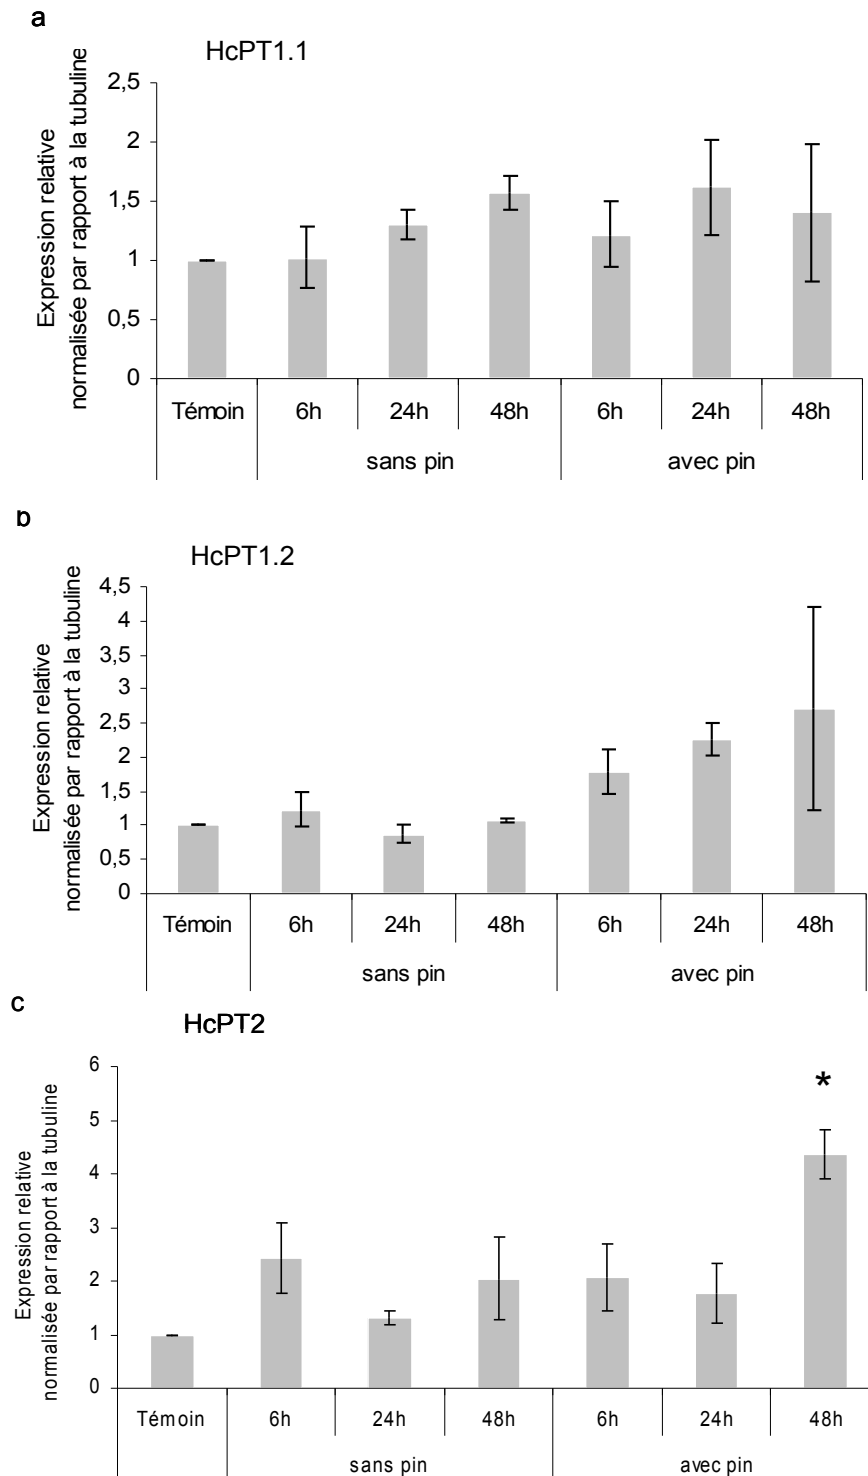 a
HcPT1.1
Expression relative
normalisée par rapport à la tubuline
2,5
2
1,5
1
0,5
0
Témoin 6h 24h 48h 6h 24h 48h
sans pin avec pin
b
HcPT1.2
Expression relative
normalisée par rapport à la tubuline
4,5
4
3,5
3
2,5
2
1,5
1
0,5
0
Témoin 6h 24h 48h 6h 24h 48h
sans pin avec pin
c
HcPT2
Expression relative
normalisée par rapport à la tubuline
6
*
5
4
3
2
1
0
Témoin 6h 24h 48h 6h 24h 48h
sans pin avec pin